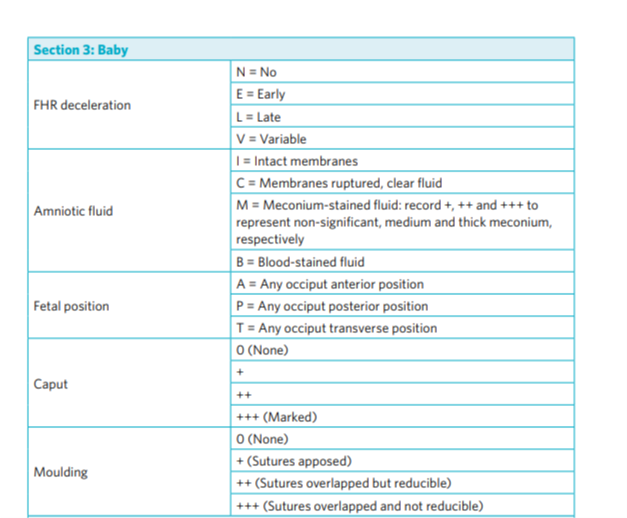 Section 3: Baby
FHR deceleration
N = No
E = Early
L = Late
V = Variable
Amniotic fluid
I = Intact membranes
C = Membranes ruptured, clear fluid
M = Meconium-stained fluid: record +, ++ and +++ to
represent non-significant, medium and thick meconium,
respectively
B = Blood-stained fluid
Fetal position
A = Any occiput anterior position
P = Any occiput posterior position
T = Any occiput transverse position
Caput
0 (None)
+
++
+++ (Marked)
Moulding
0 (None)
+ (Sutures apposed)
++ (Sutures overlapped but reducible)
+++ (Sutures overlapped and not reducible)